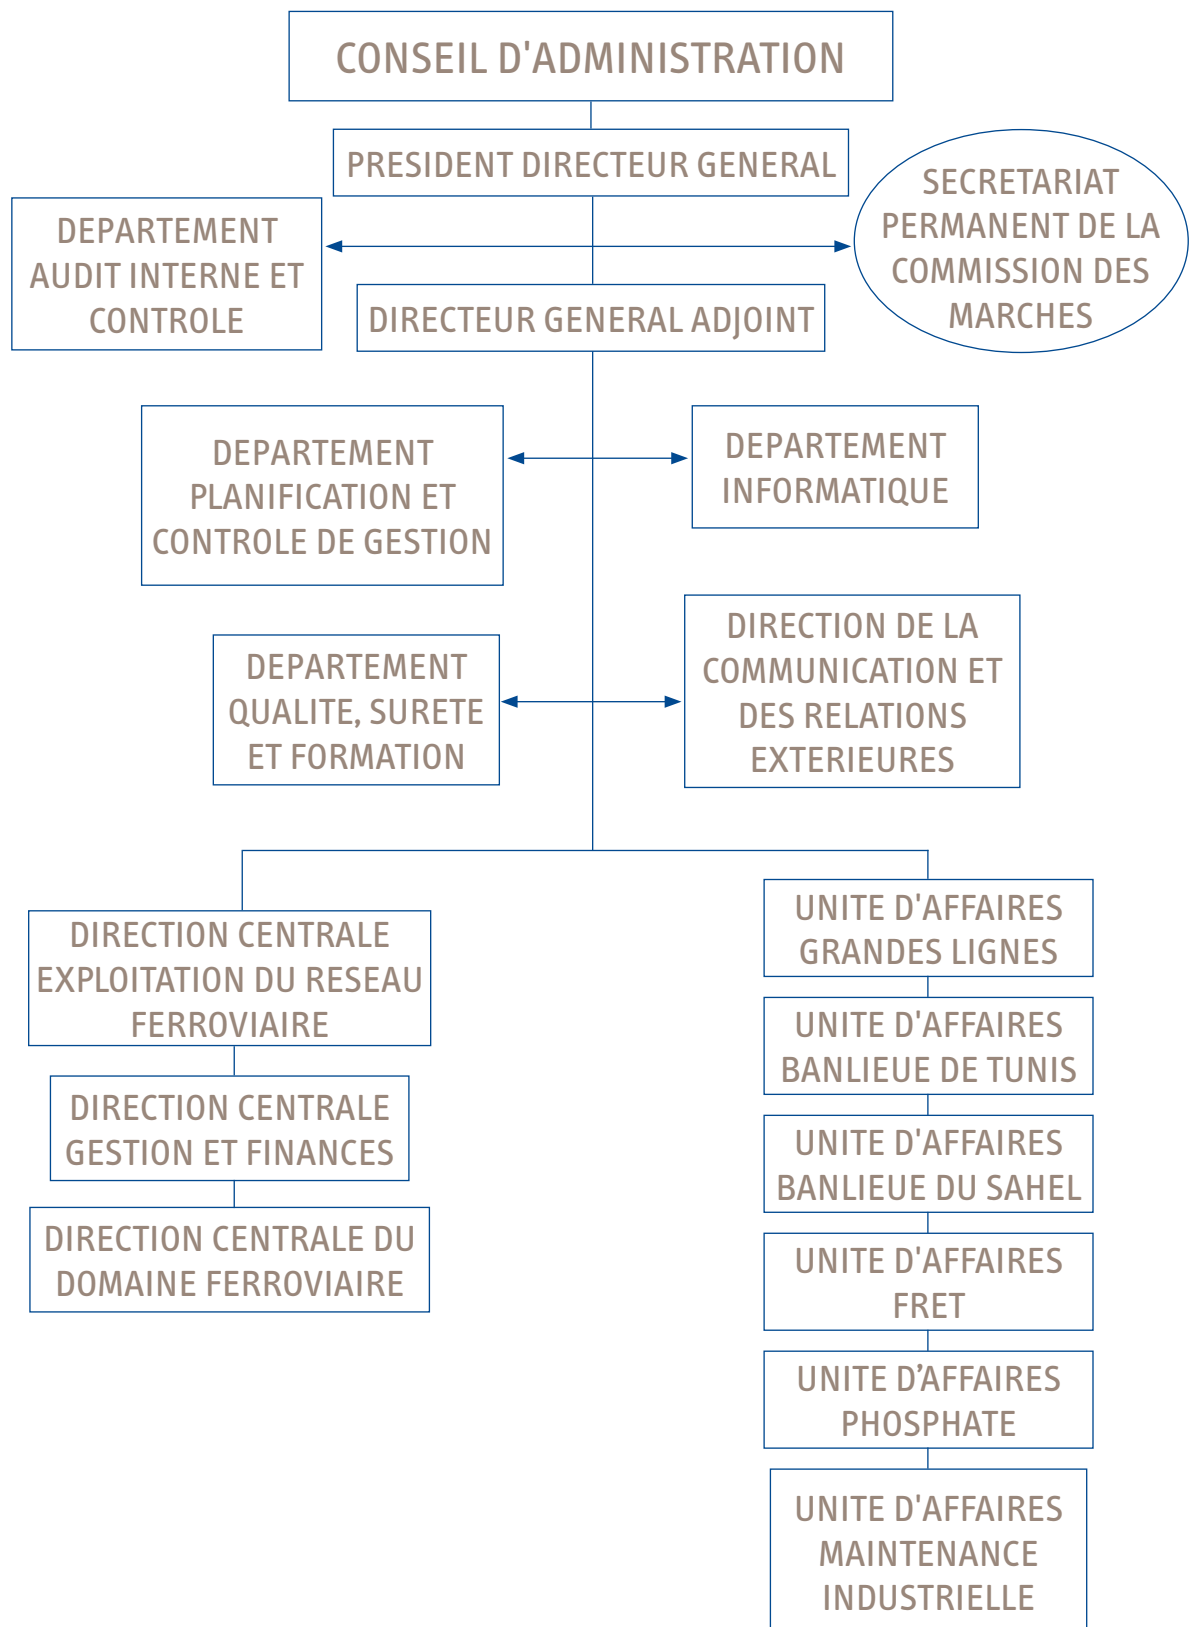 CONSEIL D'ADMINISTRATION
PRESIDENT DIRECTEUR GENERAL
DEPARTEMENT
AUDIT INTERNE ET
CONTROLE
SECRETARIAT
PERMANENT DE LA
COMMISSION DES
MARCHES
DIRECTEUR GENERAL ADJOINT
DEPARTEMENT
PLANIFICATION ET
CONTROLE DE GESTION
DEPARTEMENT
INFORMATIQUE
DEPARTEMENT
QUALITE, SURETE
ET FORMATION
DIRECTION DE LA
COMMUNICATION ET
DES RELATIONS
EXTERIEURES
DIRECTION CENTRALE
EXPLOITATION DU RESEAU
FERROVIAIRE
DIRECTION CENTRALE
GESTION ET FINANCES
DIRECTION CENTRALE DU
DOMAINE FERROVIAIRE
UNITE D'AFFAIRES
GRANDES LIGNES
UNITE D'AFFAIRES
BANLIEUE DE TUNIS
UNITE D'AFFAIRES
BANLIEUE DU SAHEL
UNITE D'AFFAIRES
FRET
UNITE D’AFFAIRES
PHOSPHATE
UNITE D'AFFAIRES
MAINTENANCE
INDUSTRIELLE